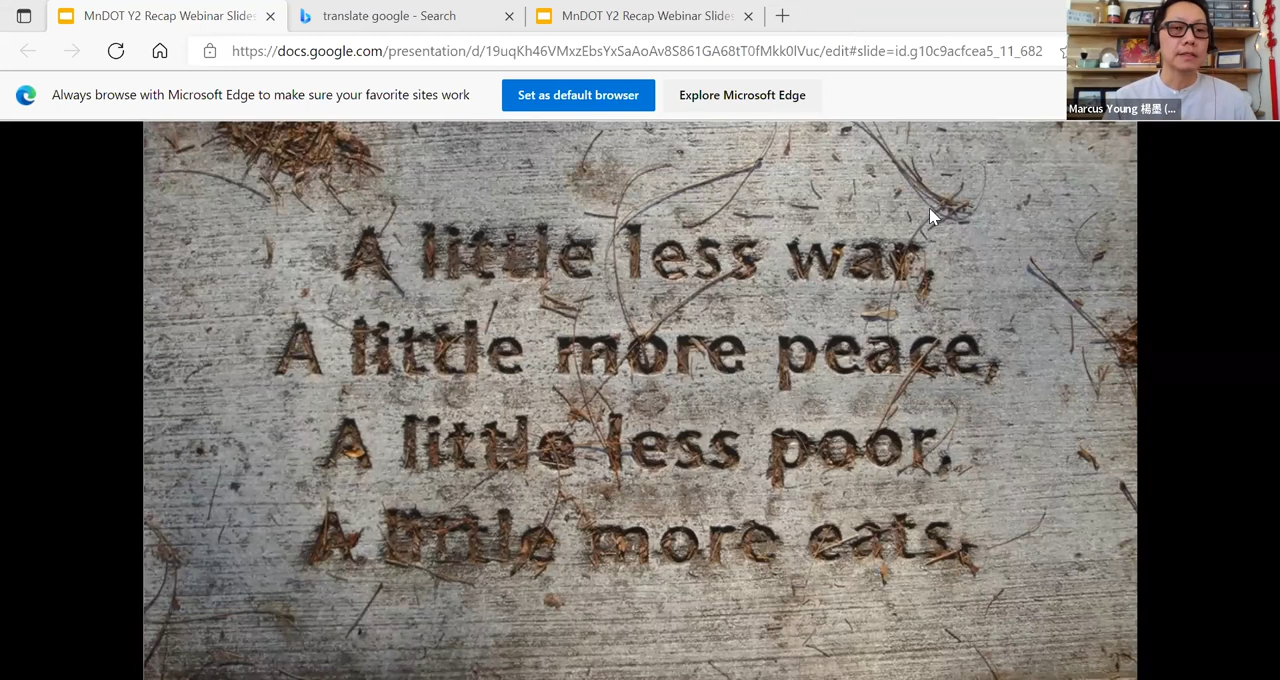 MnDOT Y2 Recap Webinar Slides
translate google - Search
MnDOT Y2 Recap Webinar Slides
https://docs.google.com/presentation/d/19uqKh46VMxzEbsYxSaAoAv8S861GA68tT0fMkk0lVuc/edit#slide=id.g10c9acfcea5_11_682
Always browse with Microsoft Edge to make sure your favorite sites work
Set as default browser
Explore Microsoft Edge
Marcus Young 楊墨 (...
A little less war,
A little more peace,
A little less poor,
A little more eats.